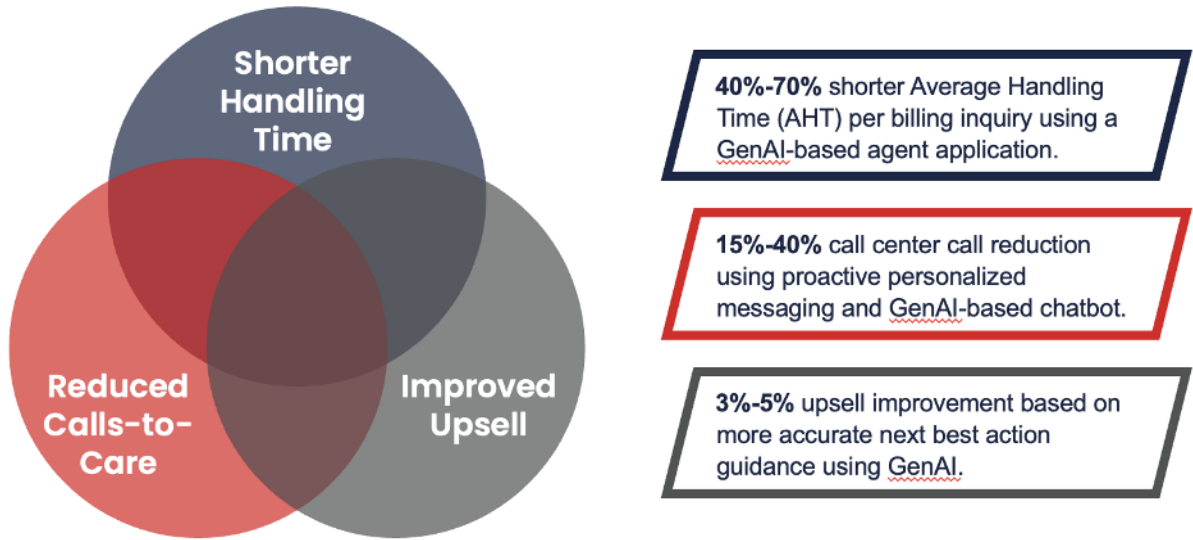 Shorter
Handling
Time
Reduced
Calls-to-
Care
Improved
Upsell
40%-70% shorter Average Handling
Time (AHT) per billing inquiry using a
GenAI-based agent application.
15%-40% call center call reduction
using proactive personalized
messaging and GenAI-based chatbot.
3%-5% upsell improvement based on
more accurate next best action
guidance using GenAI.